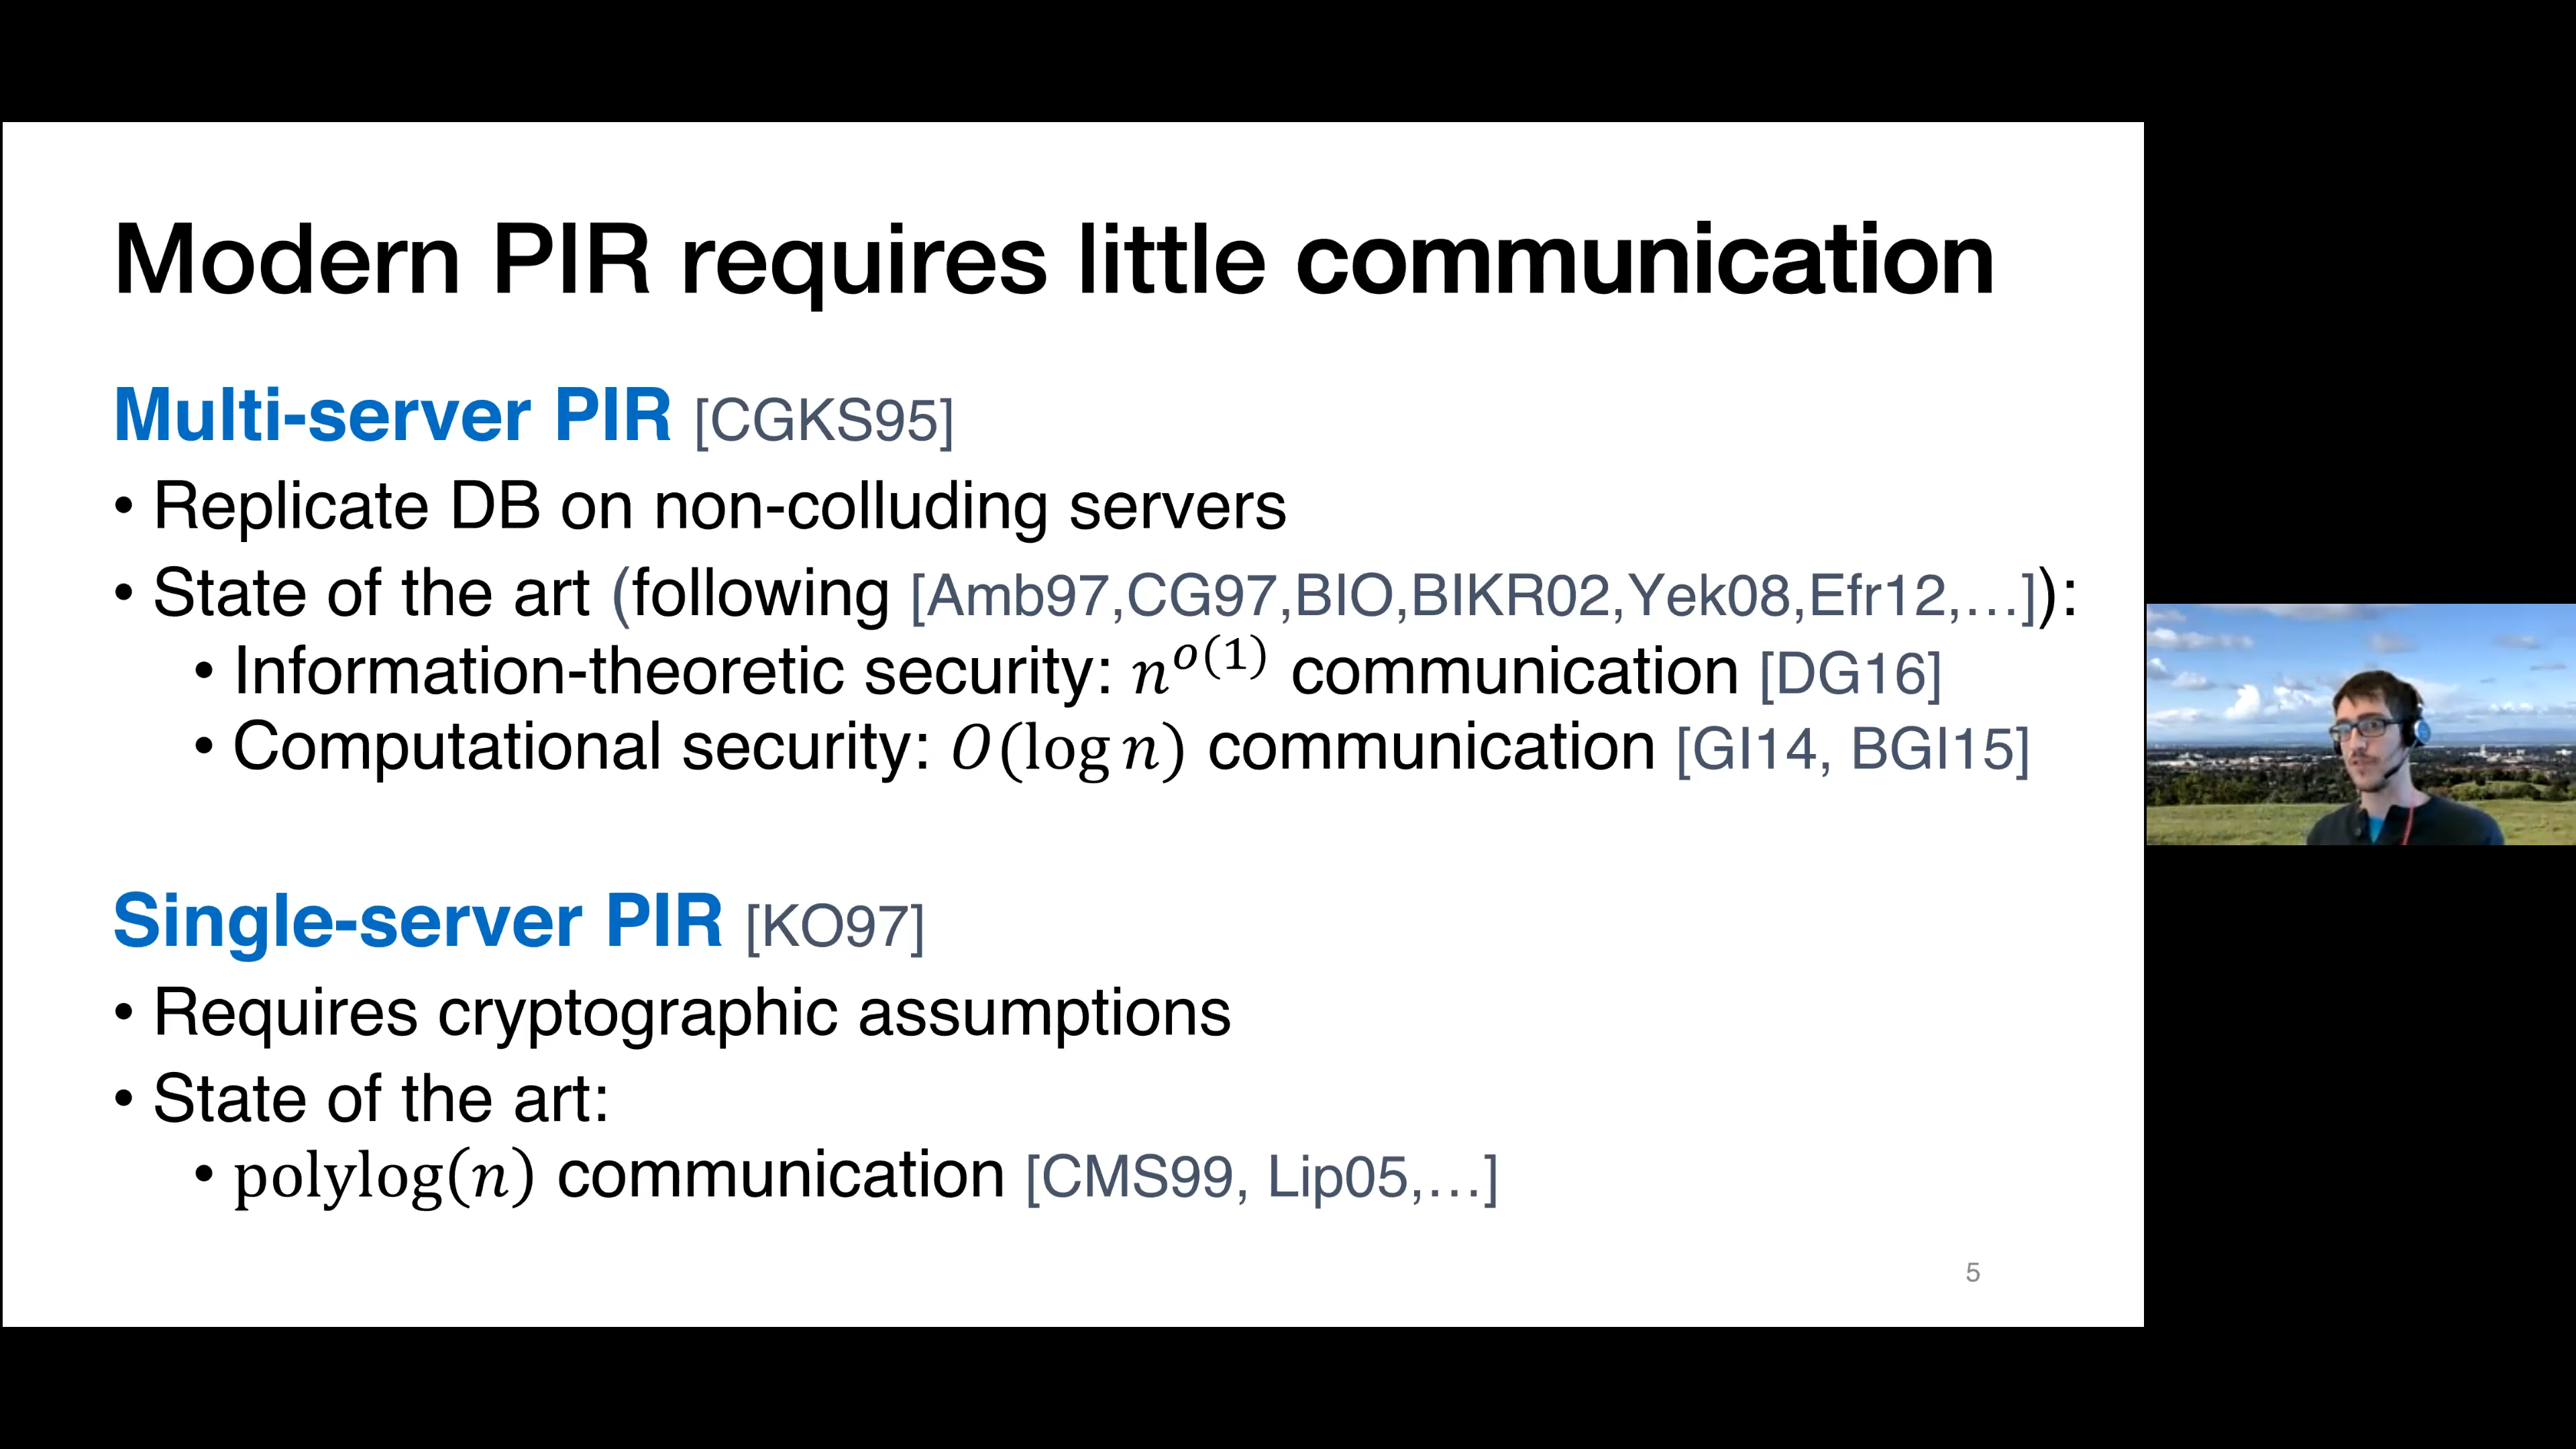 Modern PIR requires little communication
Multi-server PIR [CGKS95]
• Replicate DB on non-colluding servers
• State of the art (following [Amb97,CG97,BIO,BIKR02,Yek08,Efr12,…]):
• Information-theoretic security: n^o(1) communication [DG16]
• Computational security: O(log n) communication [GI14, BGI15]
Single-server PIR [KO97]
• Requires cryptographic assumptions
• State of the art:
• polylog(n) communication [CMS99, Lip05,…]
5